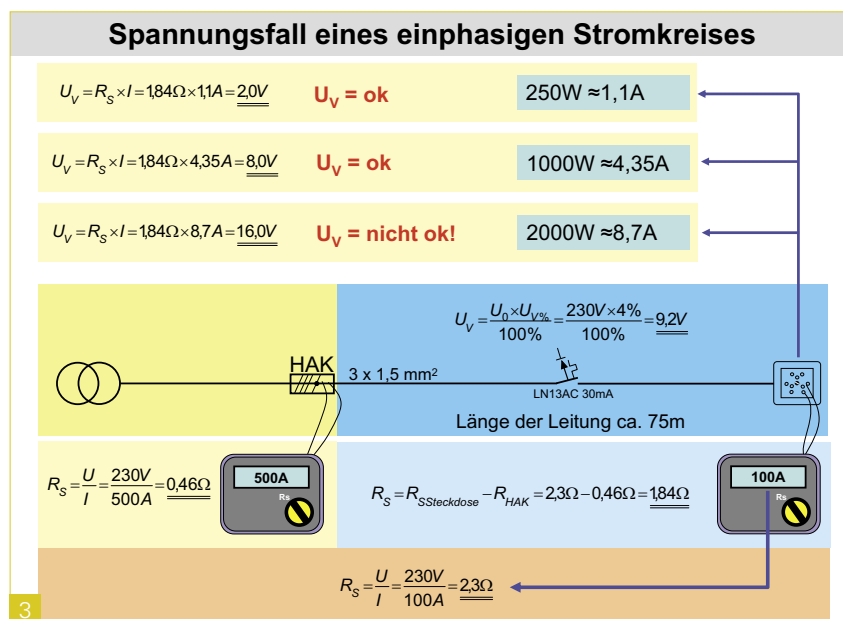 Spannungsfall eines einphasigen Stromkreises
U_V = R_S × I = 1,84Ω × 1,1A = 2,0V U_V = ok 250W ≈1,1A
U_V = R_S × I = 1,84Ω × 4,35A = 8,0V U_V = ok 1000W ≈4,35A
U_V = R_S × I = 1,84Ω × 8,7A = 16,0V U_V = nicht ok! 2000W ≈8,7A
U_V = U_0 × U_V% / 100% = 230V × 4% / 100% = 9,2V
HAK
3 x 1,5 mm²
LN13AC 30mA
Länge der Leitung ca. 75m
R_S = U / I = 230V / 500A = 0,46Ω
500A
Rs
R_S = R_SSteckdose − R_HAK = 2,3Ω − 0,46Ω = 1,84Ω
100A
Rs
R_S = U / I = 230V / 100A = 2,3Ω
3